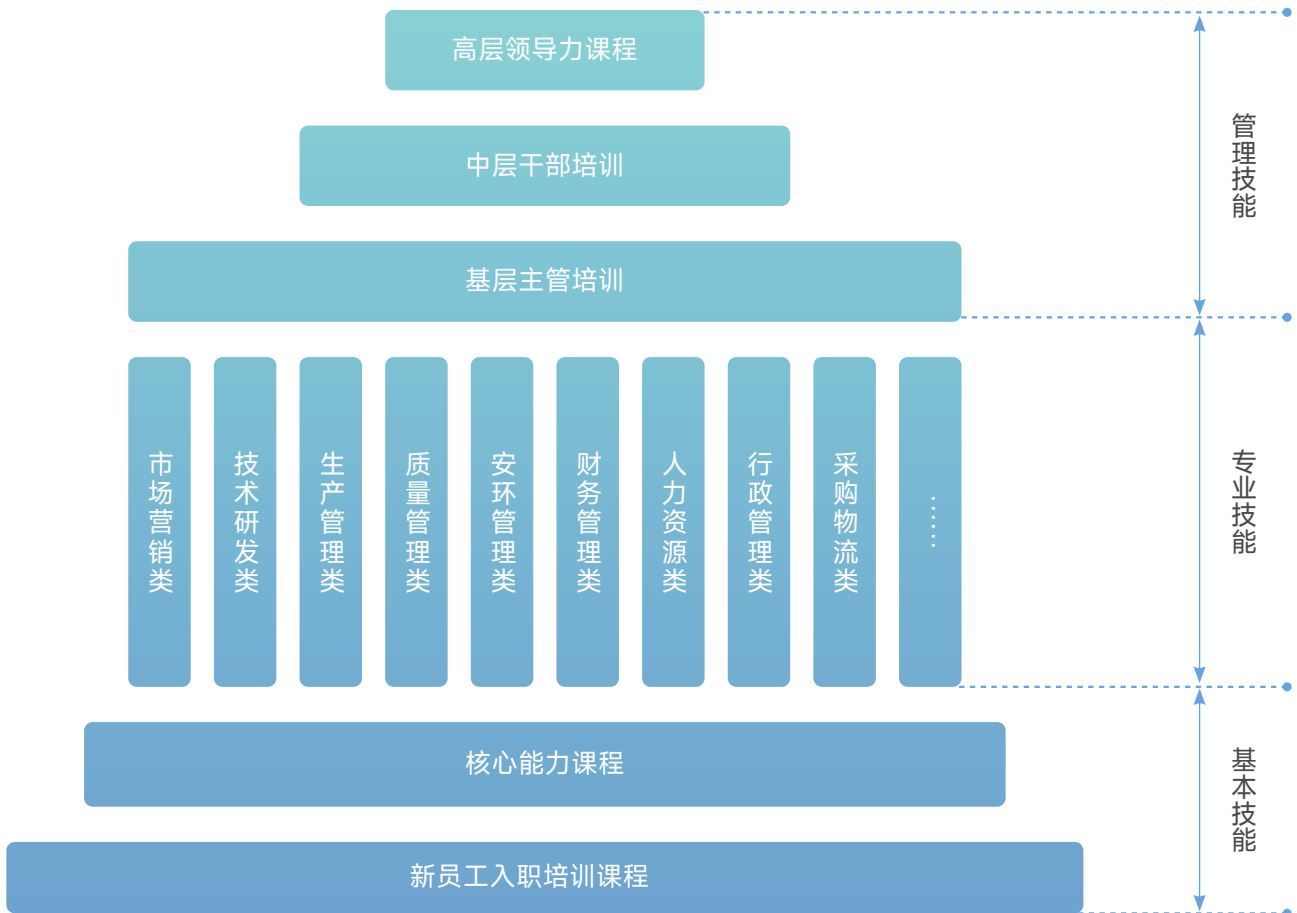 高层领导力课程
中层干部培训
基层主管培训
管理技能
市场营销类
技术研发类
生产管理类
质量管理类
安环管理类
财务管理类
人力资源类
行政管理类
采购物流类
……
专业技能
核心能力课程
新员工入职培训课程
基本技能